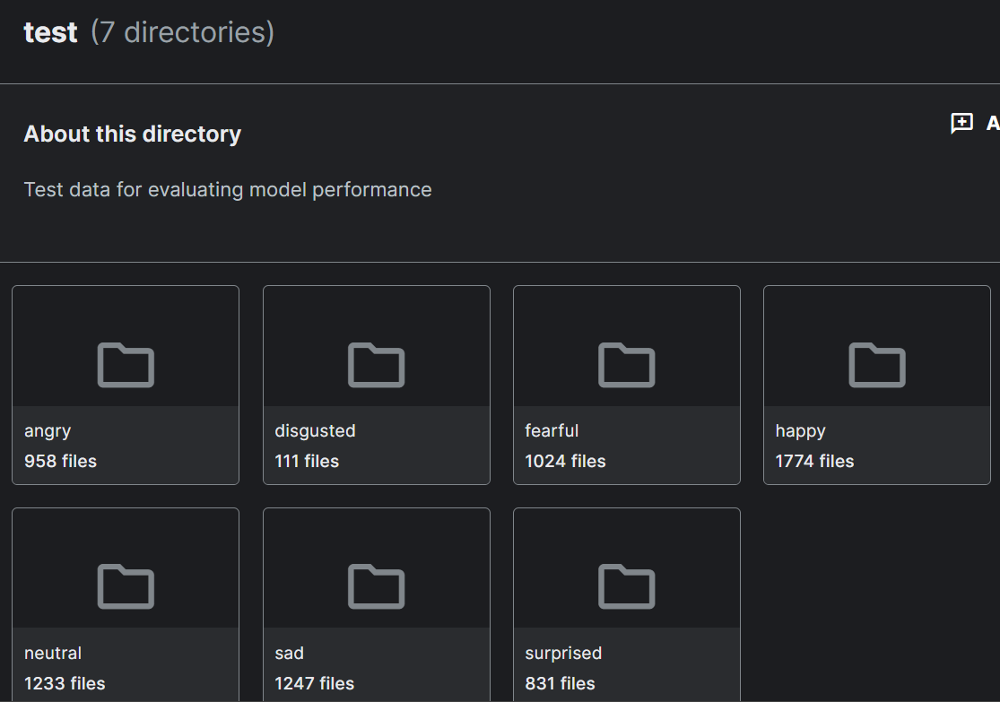 test (7 directories)
About this directory
A
Test data for evaluating model performance
angry
958 files
disgusted
111 files
fearful
1024 files
happy
1774 files
neutral
1233 files
sad
1247 files
surprised
831 files